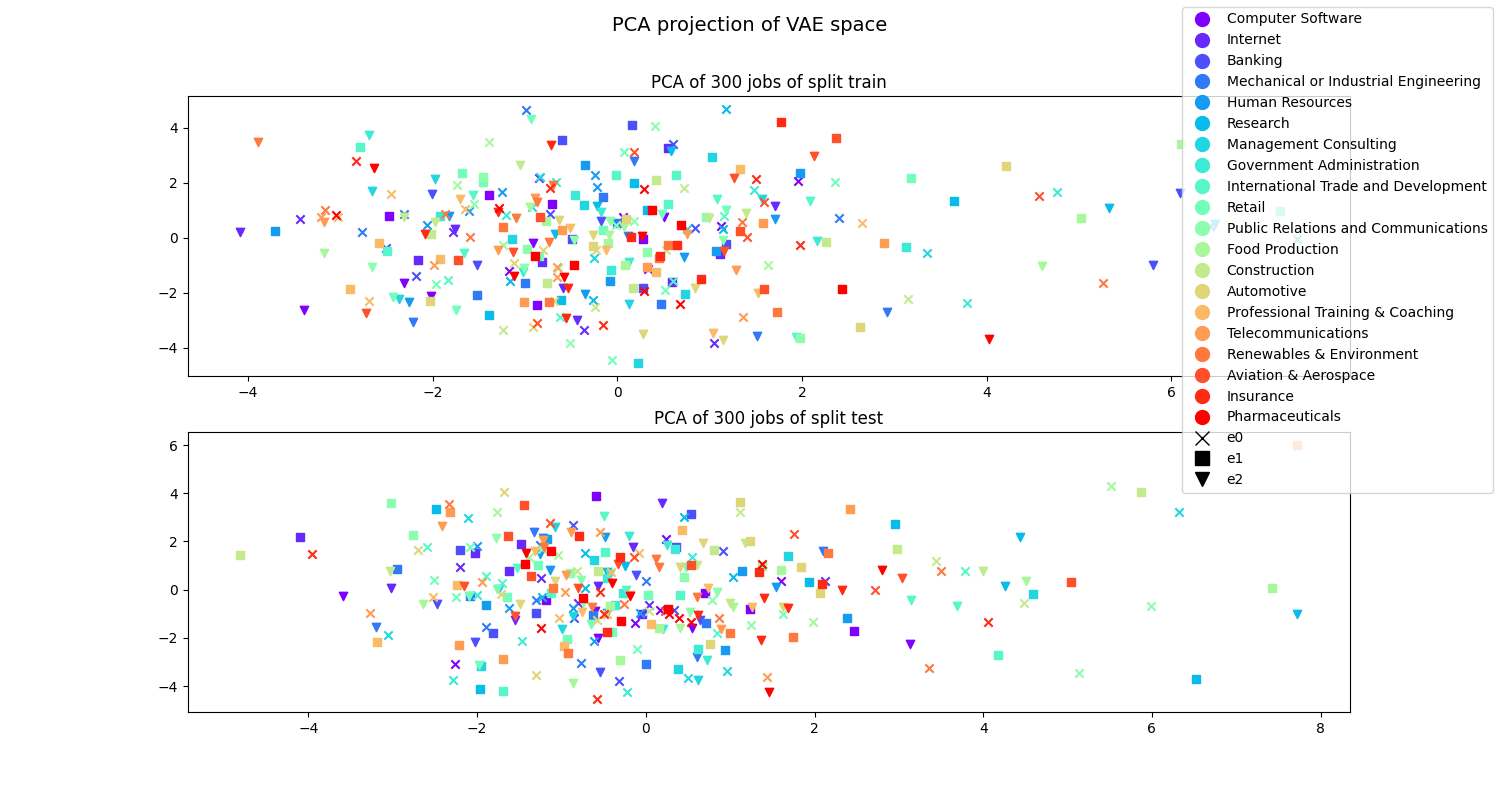 PCA projection of VAE space
PCA of 300 jobs of split train
4
2
0
−2
−4
−4
−2
0
2
4
6
PCA of 300 jobs of split test
6
4
2
0
−2
−4
−4
−2
0
2
4
6
8
Computer Software
Internet
Banking
Mechanical or Industrial Engineering
Human Resources
Research
Management Consulting
Government Administration
International Trade and Development
Retail
Public Relations and Communications
Food Production
Construction
Automotive
Professional Training & Coaching
Telecommunications
Renewables & Environment
Aviation & Aerospace
Insurance
Pharmaceuticals
e0
e1
e2